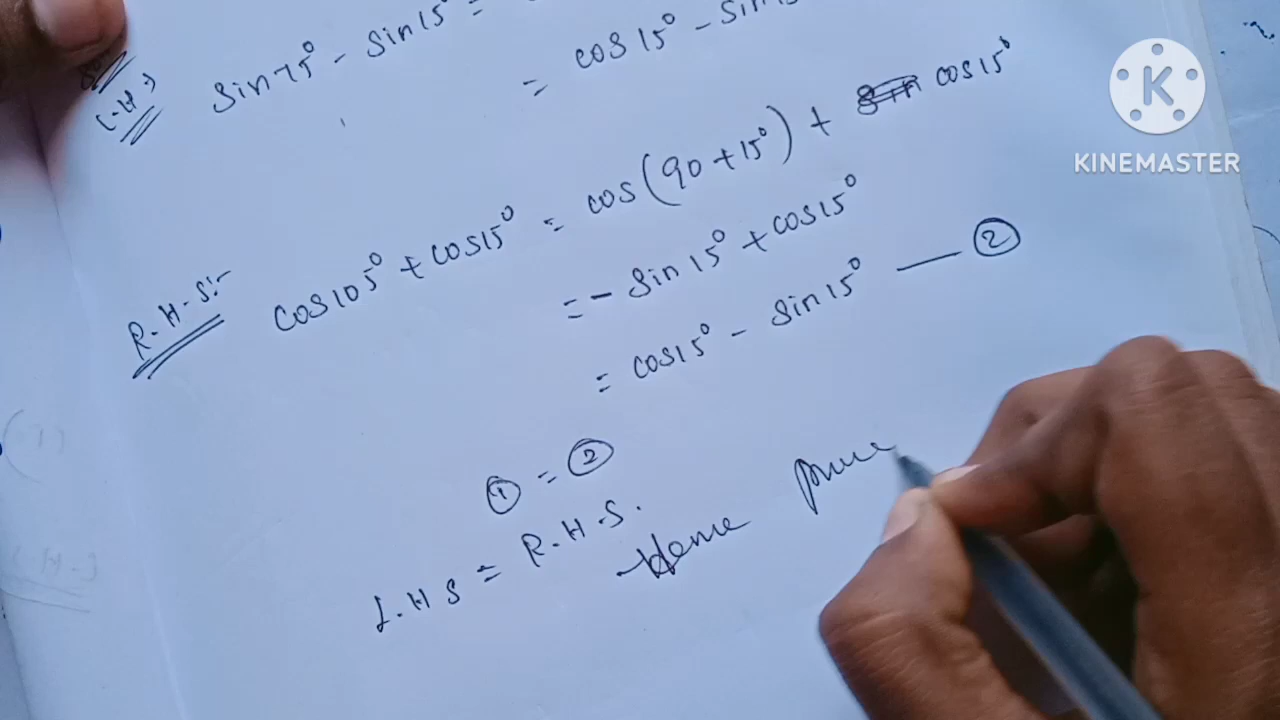 sin75° - sin15° =
= cos15° - sin15
L.H.S
R.H.S:-
cos105° + cos15° = cos(90+15°) + cos15°
= - sin15° + cos15°
= cos15° - sin15° — ②
① = ②
L.H.S = R.H.S.
Hence prove
K
KINEMASTER